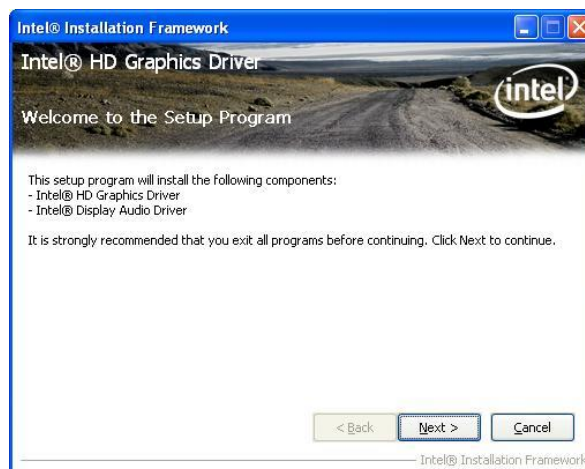 Intel® Installation Framework
Intel® HD Graphics Driver
intel
Welcome to the Setup Program
This setup program will install the following components:
- Intel® HD Graphics Driver
- Intel® Display Audio Driver
It is strongly recommended that you exit all programs before continuing. Click Next to continue.
< Back Next > Cancel
Intel® Installation Framework